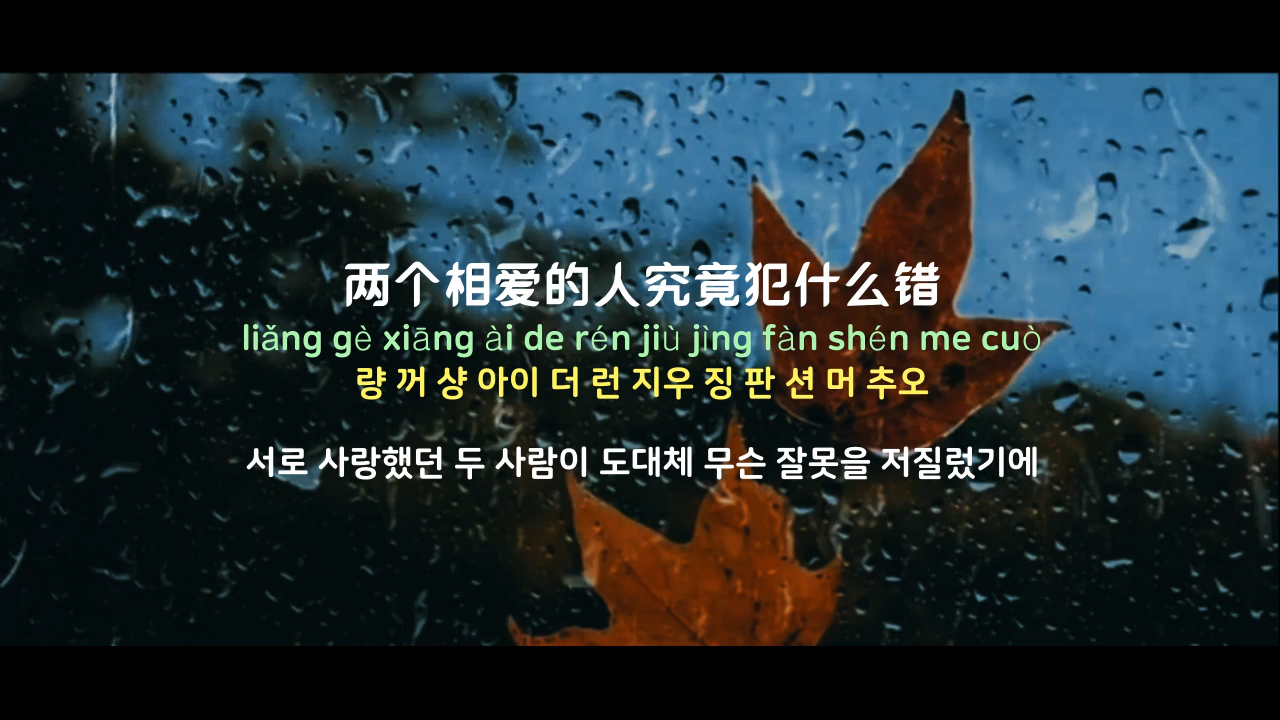 两个相爱的人究竟犯什么错
liǎng gè xiāng ài de rén jiù jìng fàn shén me cuò
량 꺼 샹 아이 더 런 지우 징 판 션 머 추오
서로 사랑했던 두 사람이 도대체 무슨 잘못을 저질렀기에